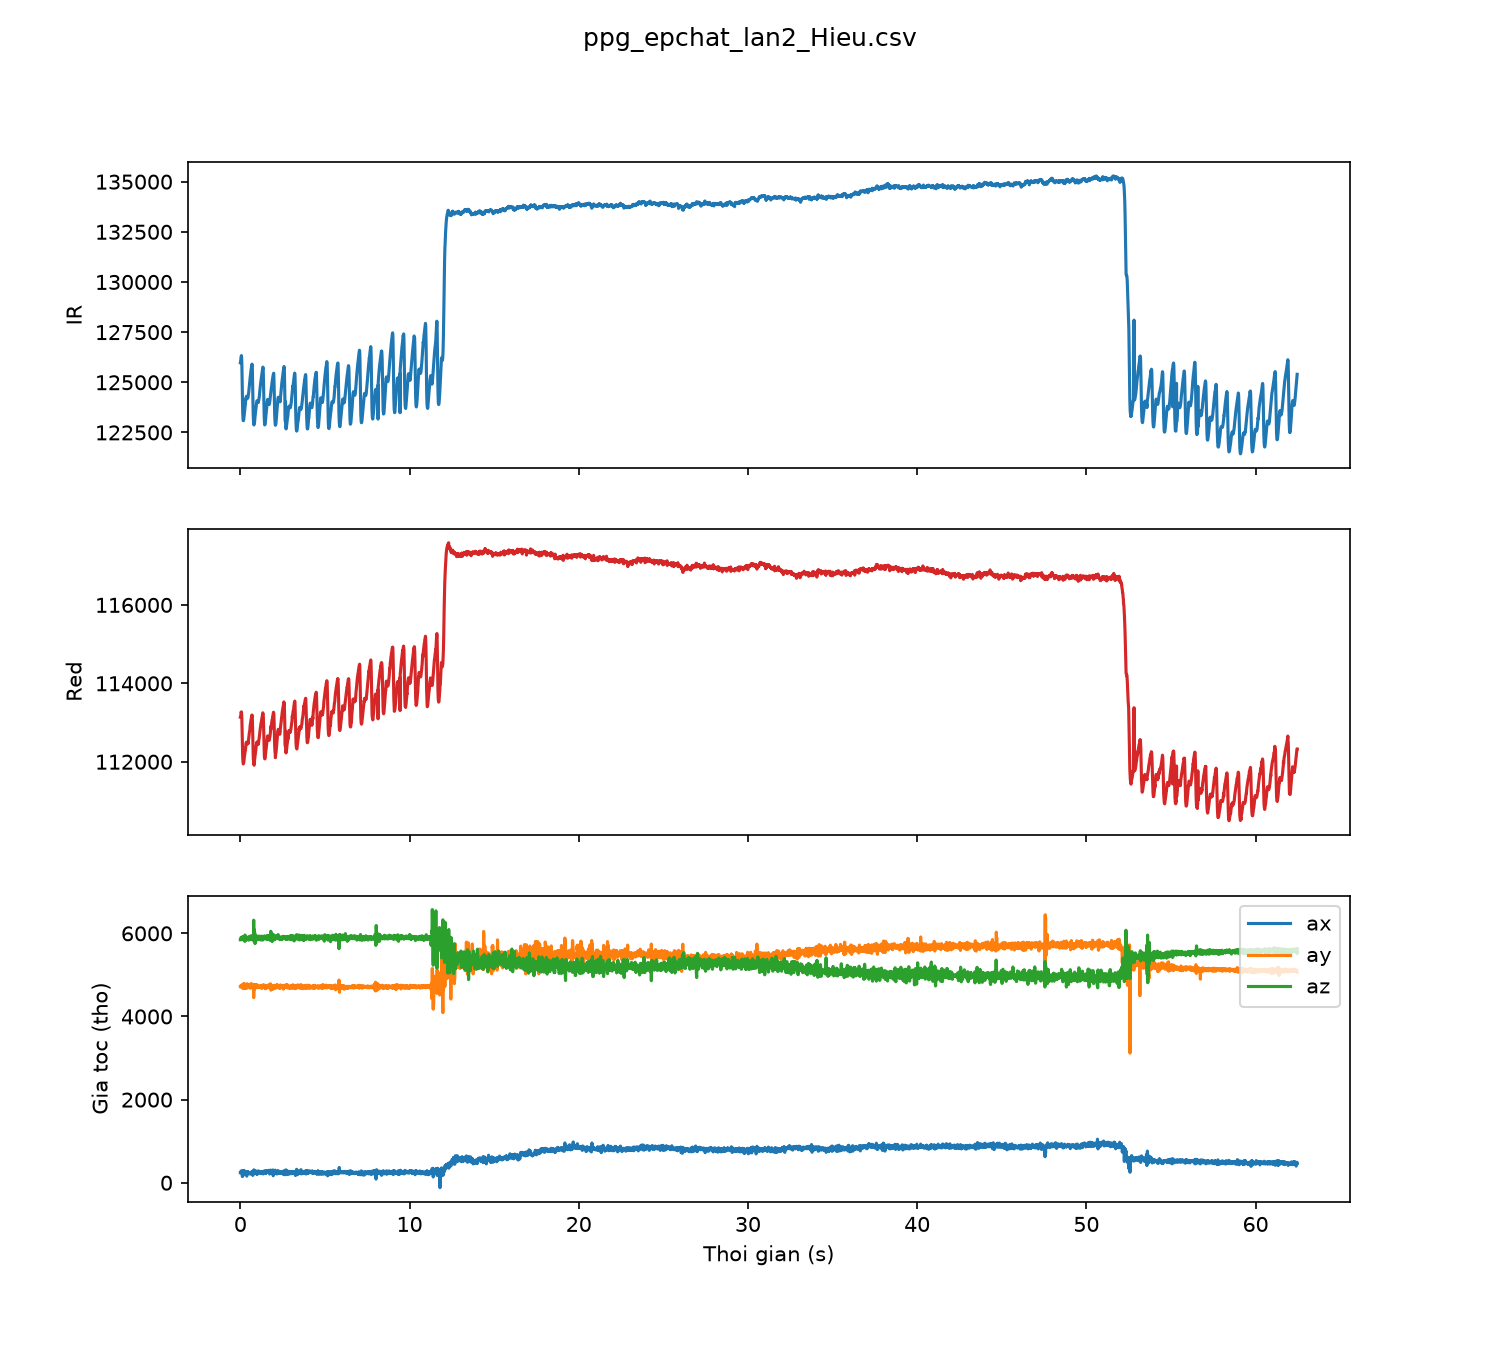 ppg_epchat_lan2_Hieu.csv
135000
132500
130000
127500
125000
122500
IR
116000
114000
112000
Red
6000
4000
2000
0
Gia toc (tho)
ax
ay
az
0 10 20 30 40 50 60
Thoi gian (s)